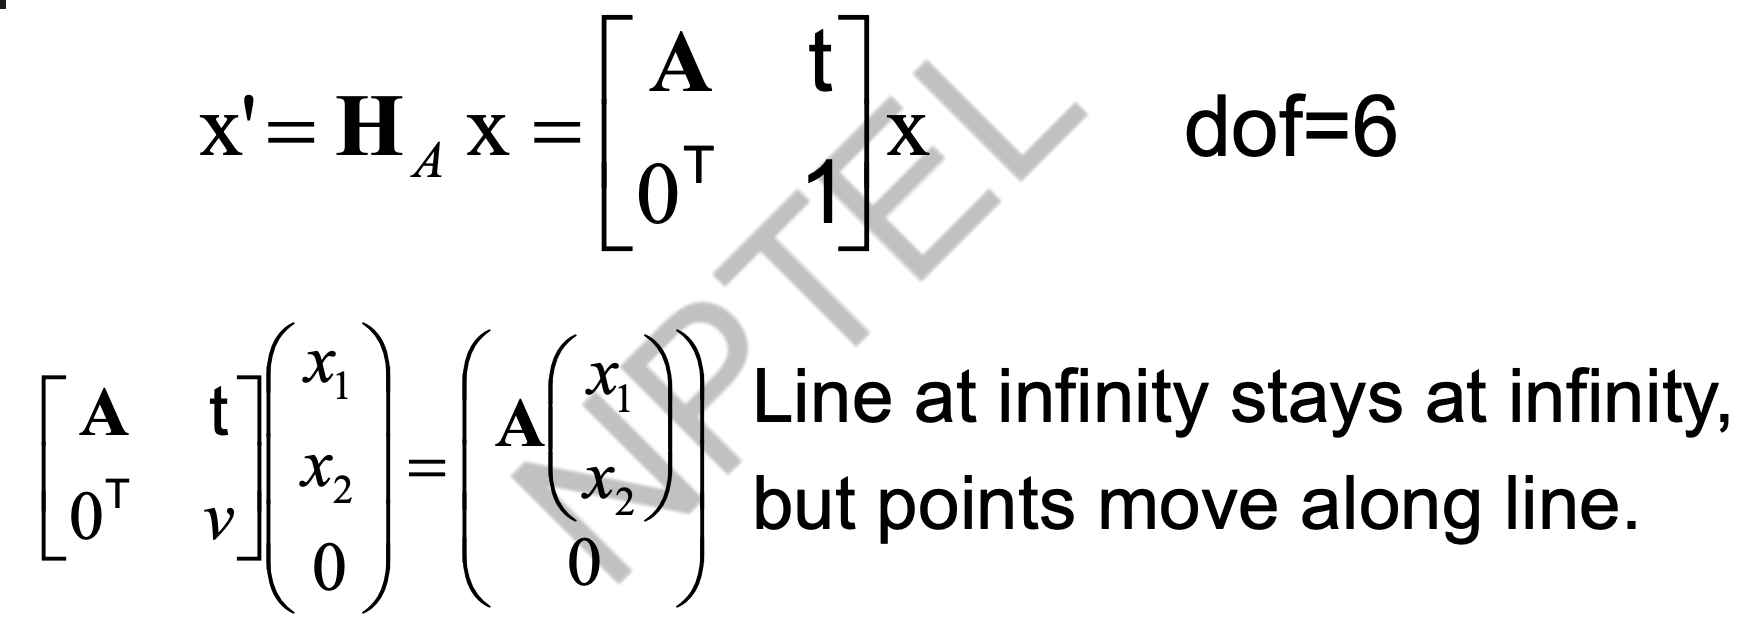 x' = H_A x = [ A t ; 0^T 1 ] x dof=6
[ A t ; 0^T v ] ( x_1 ; x_2 ; 0 ) = ( A ( x_1 ; x_2 ) ; 0 )
Line at infinity stays at infinity,
but points move along line.
NPTEL